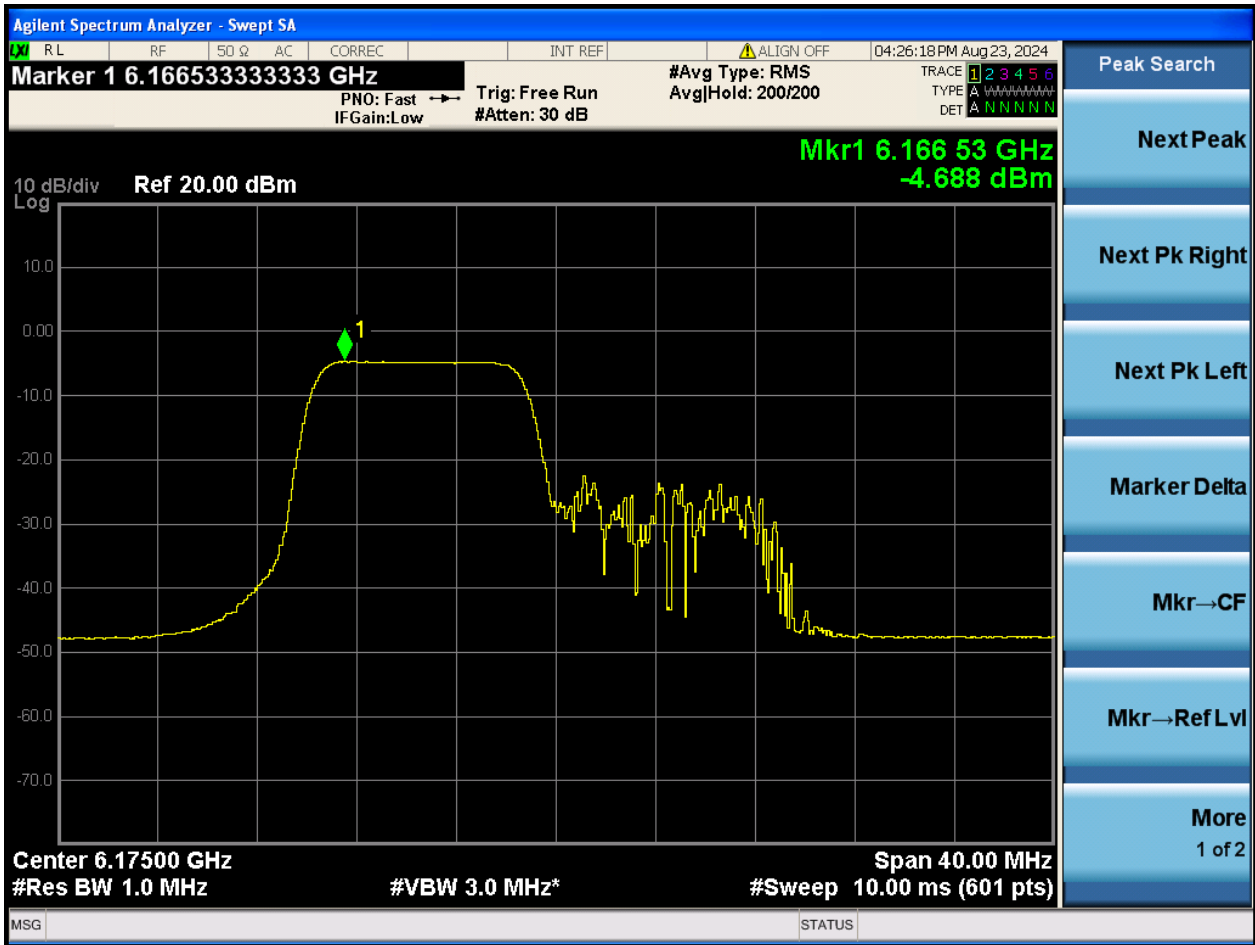 Agilent Spectrum Analyzer - Swept SA
LXI RL RF 50 Ω AC CORREC INT REF ALIGN OFF 04:26:18 PM Aug 23, 2024
Marker 1 6.166533333333 GHz
PNO: Fast
IFGain:Low
Trig: Free Run
#Atten: 30 dB
#Avg Type: RMS
Avg|Hold: 200/200
TRACE 1 2 3 4 5 6
TYPE A WWWWW
DET A N N N N N
Mkr1 6.166 53 GHz
-4.688 dBm
10 dB/div Ref 20.00 dBm
Log
10.0
0.00
-10.0
-20.0
-30.0
-40.0
-50.0
-60.0
-70.0
1
Center 6.17500 GHz Span 40.00 MHz
#Res BW 1.0 MHz #VBW 3.0 MHz* #Sweep 10.00 ms (601 pts)
MSG STATUS
Peak Search
Next Peak
Next Pk Right
Next Pk Left
Marker Delta
Mkr→CF
Mkr→Ref Lvl
More
1 of 2